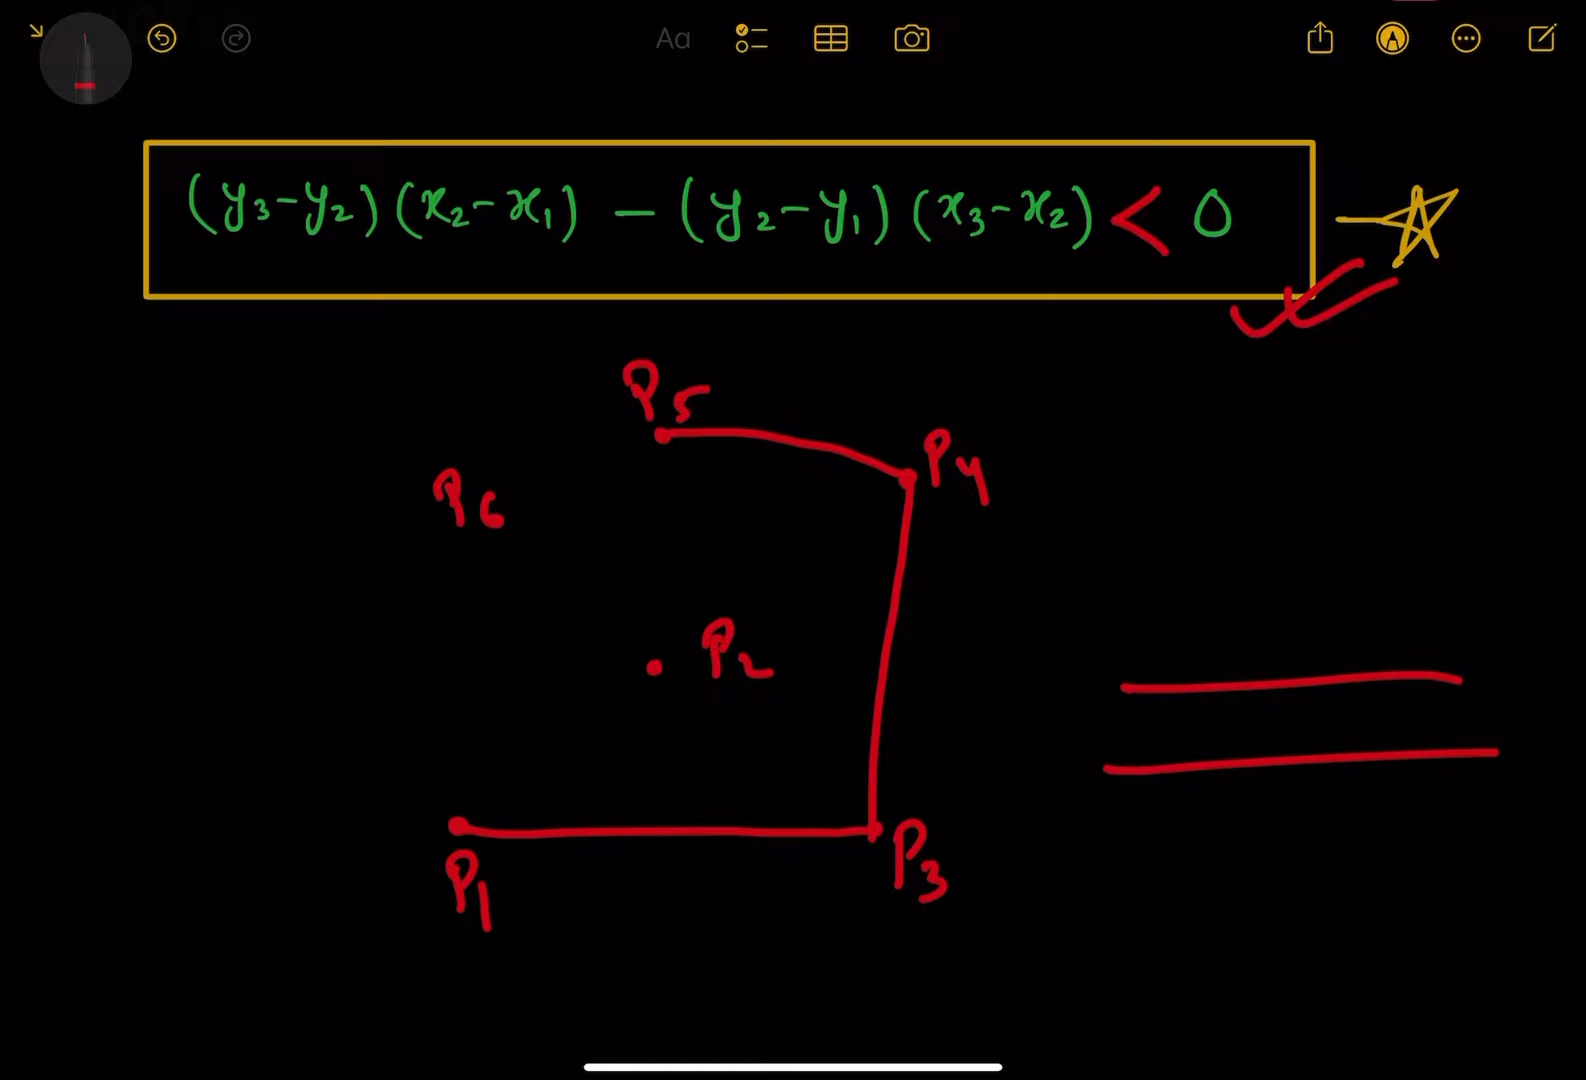 Aa
(y₃-y₂)(x₂-x₁) - (y₂-y₁)(x₃-x₂) < 0
P₅
P₄
P₆
P₂
P₃
P₁